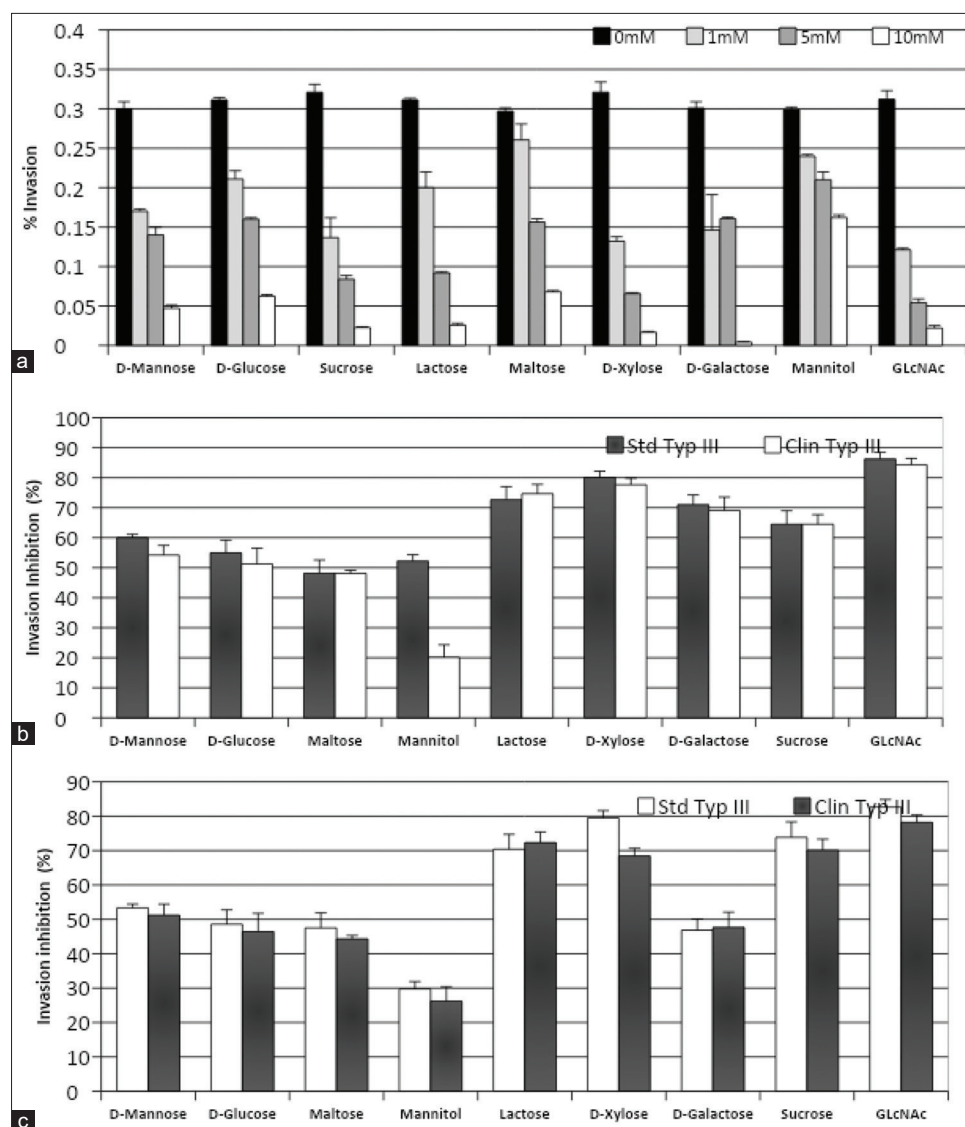 0mM 1mM 5mM 10mM
0.4
0.35
0.3
0.25
0.2
0.15
0.1
0.05
0
% Invasion
D-Mannose D-Glucose Sucrose Lactose Maltose D-Xylose D-Galactose Mannitol GLcNAc
a
100
90
80
70
60
50
40
30
20
10
0
Invasion Inhibition (%)
Std Typ III Clin Typ III
D-Mannose D-Glucose Maltose Mannitol Lactose D-Xylose D-Galactose Sucrose GLcNAc
b
90
80
70
60
50
40
30
20
10
0
Invasion inhibition (%)
Std Typ III Clin Typ III
D-Mannose D-Glucose Maltose Mannitol Lactose D-Xylose D-Galactose Sucrose GLcNAc
c